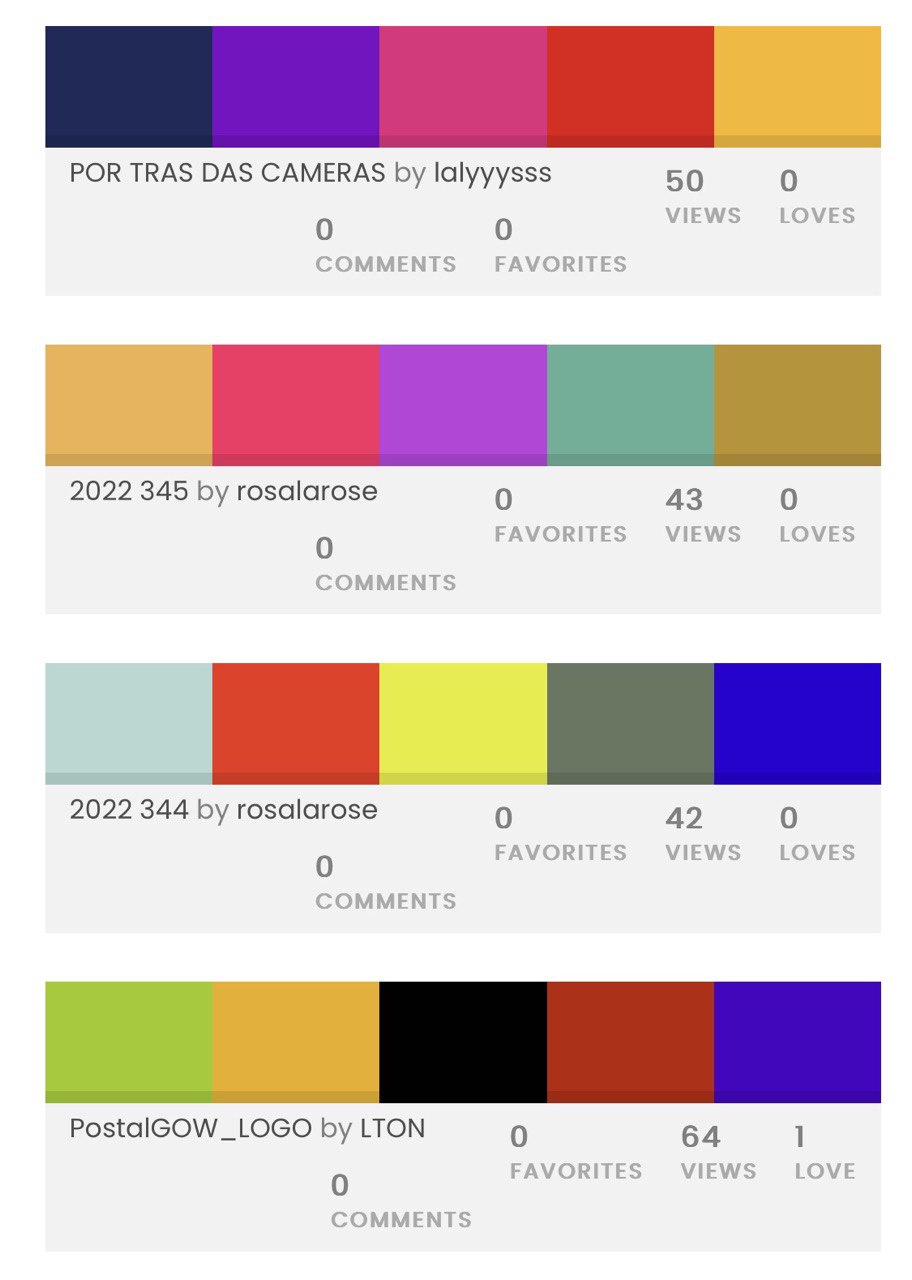 POR TRAS DAS CAMERAS by lalyyysss
50 0
VIEWS LOVES
0 0
COMMENTS FAVORITES
2022 345 by rosalarose
0 43 0
FAVORITES VIEWS LOVES
0
COMMENTS
2022 344 by rosalarose
0 42 0
FAVORITES VIEWS LOVES
0
COMMENTS
PostalGOW_LOGO by LTON
0 64 1
FAVORITES VIEWS LOVE
0
COMMENTS